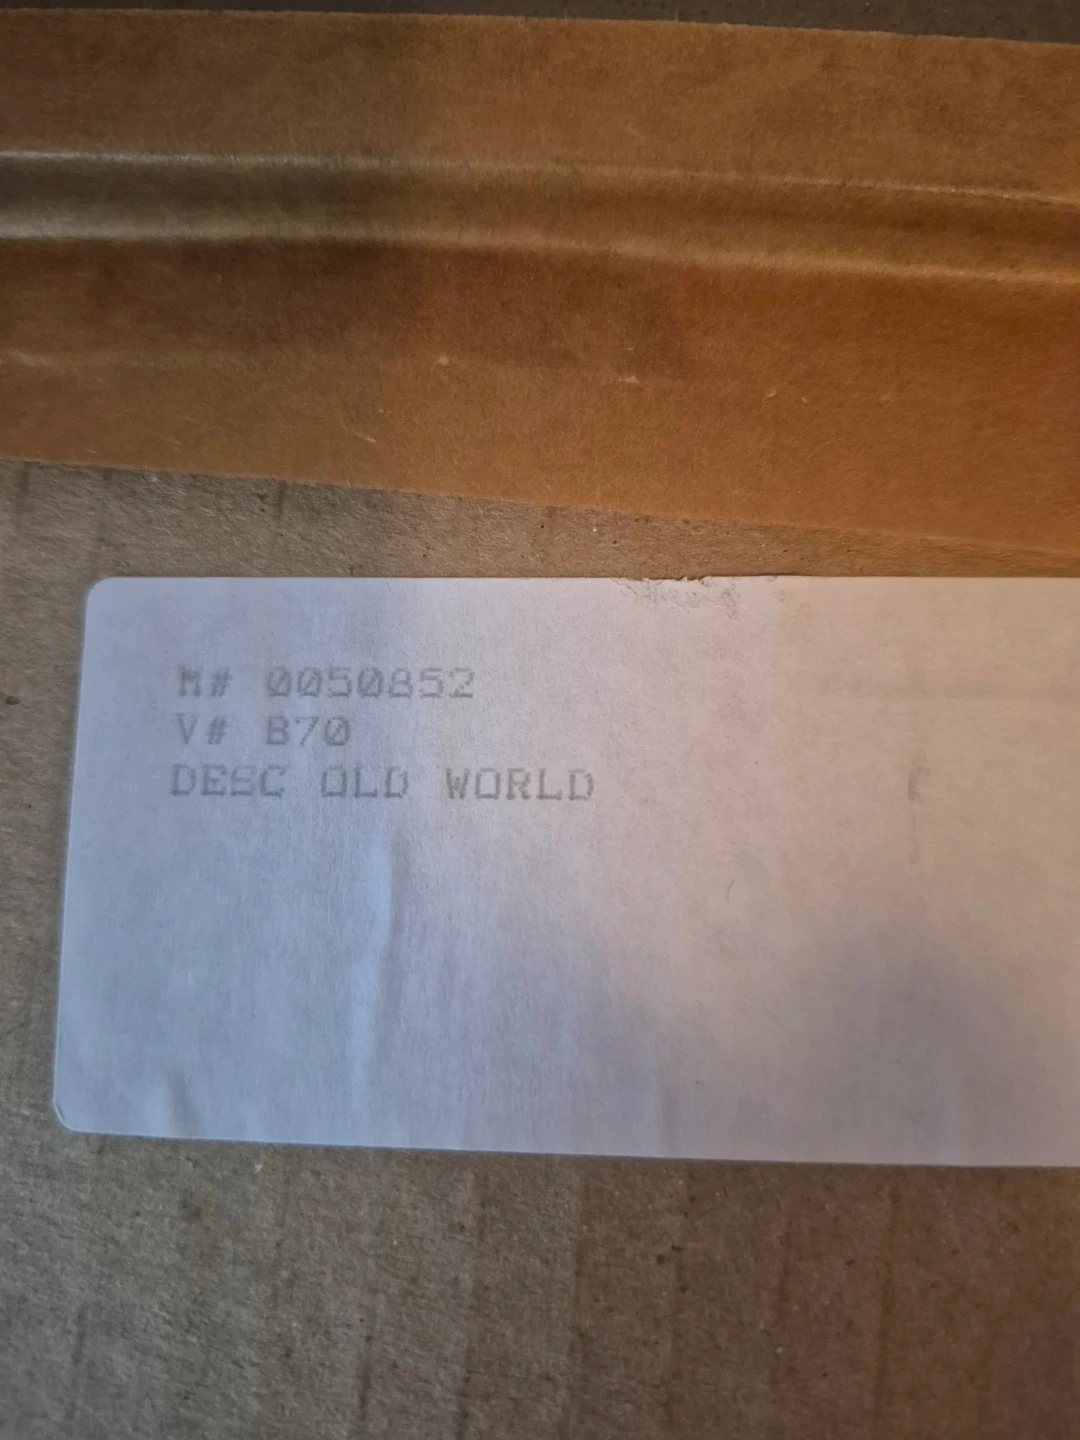 M# 0050852
V# B70
DESC OLD WORLD